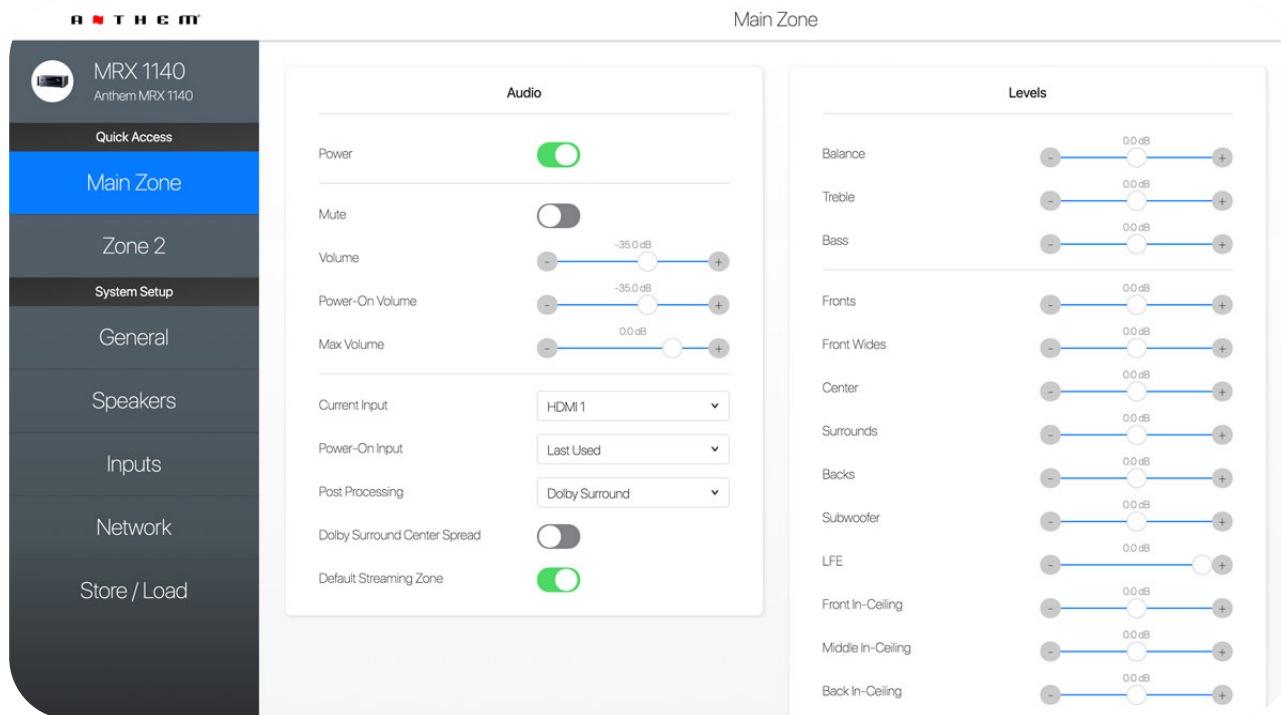 ANTHEM
Main Zone
MRX 1140
Anthem MRX 1140
Quick Access
Main Zone
Zone 2
System Setup
General
Speakers
Inputs
Network
Store / Load
Audio
Power
Mute
Volume
-35.0 dB
- +
Power-On Volume
-35.0 dB
- +
Max Volume
0.0 dB
- +
Current Input
HDMI 1
Power-On Input
Last Used
Post Processing
Dolby Surround
Dolby Surround Center Spread
Default Streaming Zone
Levels
Balance
0.0 dB
- +
Treble
0.0 dB
- +
Bass
0.0 dB
- +
Fronts
0.0 dB
- +
Front Wides
0.0 dB
- +
Center
0.0 dB
- +
Surrounds
0.0 dB
- +
Backs
0.0 dB
- +
Subwoofer
0.0 dB
- +
LFE
0.0 dB
- +
Front In-Ceiling
0.0 dB
- +
Middle In-Ceiling
0.0 dB
- +
Back In-Ceiling
0.0 dB
- +